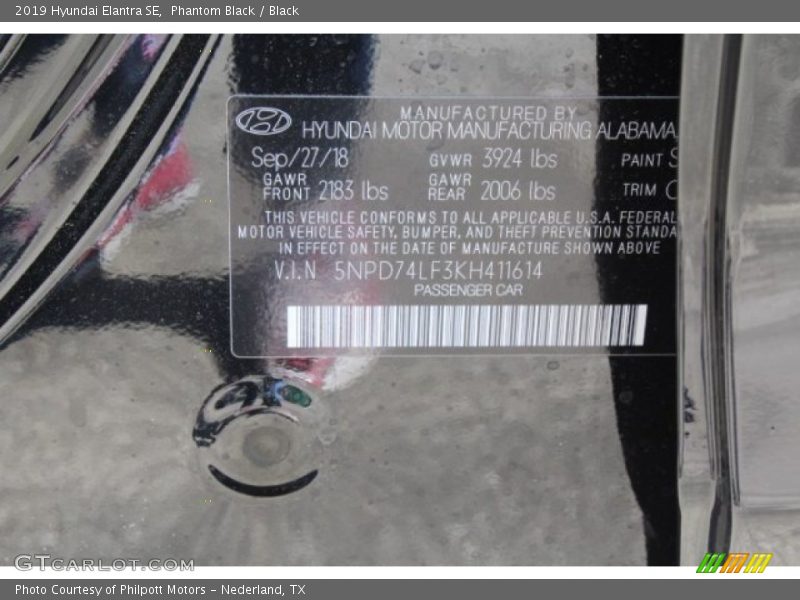 2019 Hyundai Elantra SE, Phantom Black / Black
MANUFACTURED BY
HYUNDAI MOTOR MANUFACTURING ALABAMA
Sep/27/18 GVWR 3924 lbs PAINT S
GAWR FRONT 2183 lbs GAWR REAR 2006 lbs TRIM
THIS VEHICLE CONFORMS TO ALL APPLICABLE U.S.A. FEDERAL
MOTOR VEHICLE SAFETY, BUMPER, AND THEFT PREVENTION STANDA
IN EFFECT ON THE DATE OF MANUFACTURE SHOWN ABOVE
V.I.N 5NPD74LF3KH411614
PASSENGER CAR
GTCARLOT.COM
Photo Courtesy of Philpott Motors - Nederland, TX